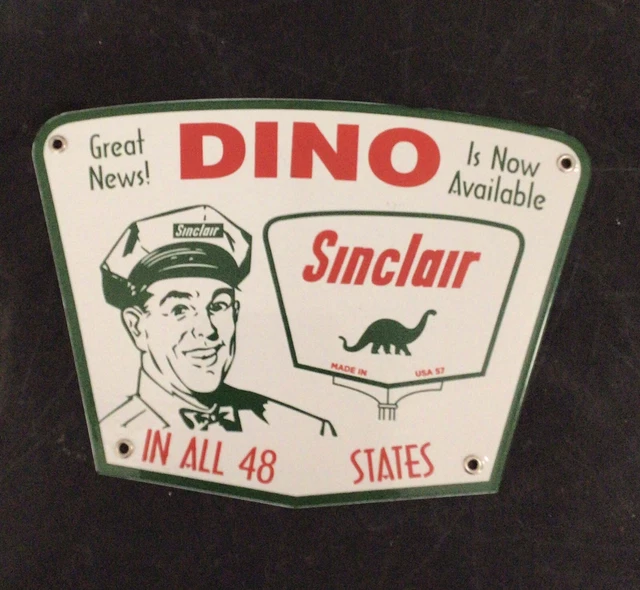 Great
News!
DINO
Is Now
Available
Sinclair
Sinclair
MADE IN USA 57
IN ALL 48 STATES